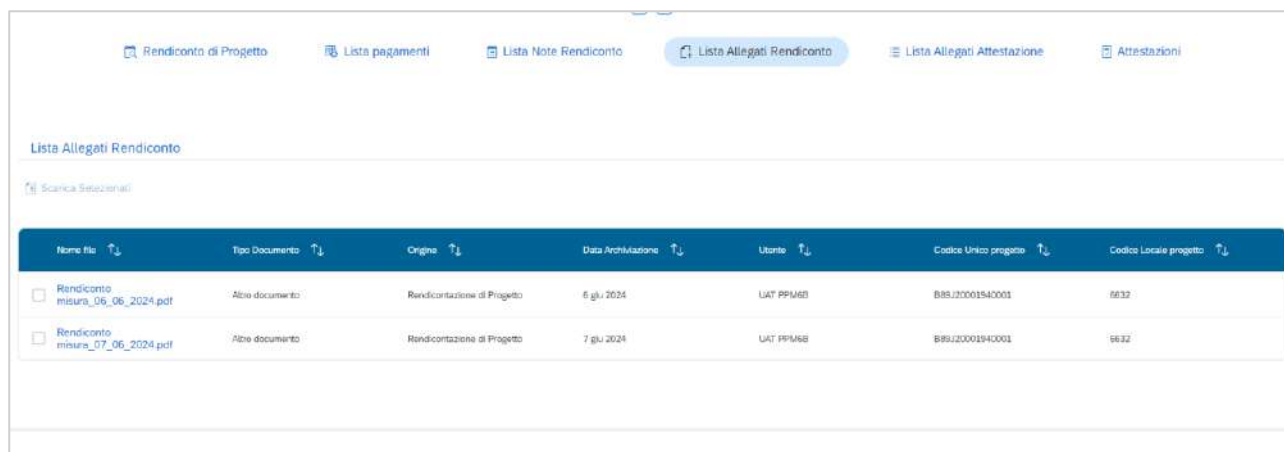 Rendiconto di Progetto
Lista pagamenti
Lista Note Rendiconto
Lista Allegati Rendiconto
Lista Allegati Attestazione
Attestazioni
Lista Allegati Rendiconto
Scarica Selezionati
Nome file Tipo Documento Origine Data Archiviazione Utente Codice Unico progetto Codice Locale progetto
Rendiconto
misura_06_06_2024.pdf
Altro documento Rendicontazione di Progetto 6 giu 2024 UAT PPM6B B89J20001940001 6632
Rendiconto
misura_07_06_2024.pdf
Altro documento Rendicontazione di Progetto 7 giu 2024 UAT PPM6B B89J20001940001 6632